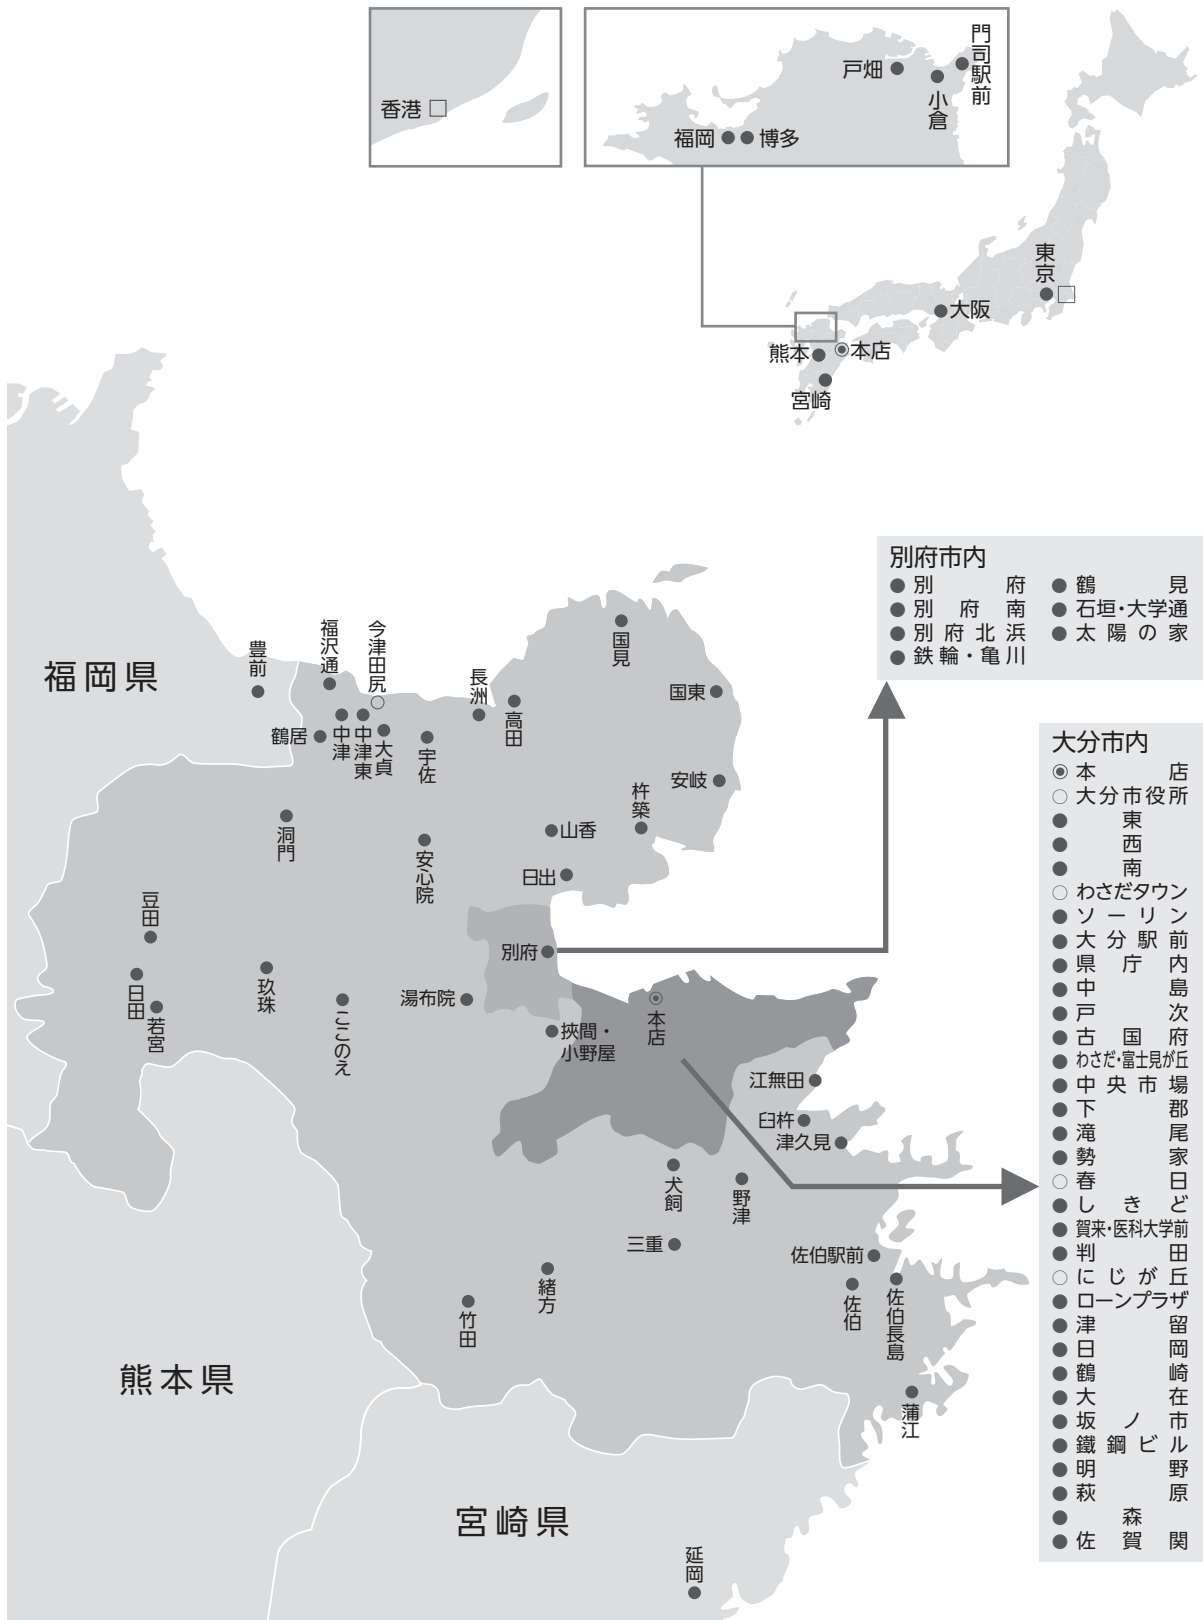 香港
戸畑
門司駅前
小倉
福岡
博多
東京
大阪
熊本
本店
宮崎
福岡県
熊本県
宮崎県
豊前
福沢通
今津田尻
長洲
高田
国見
国東
鶴居
中津
中津東
大貞
宇佐
安岐
杵築
山香
洞門
安心院
日出
豆田
日田
若宮
玖珠
ここのえ
別府
湯布院
挾間・
小野屋
本店
江無田
臼杵
津久見
犬飼
野津
三重
佐伯駅前
佐伯
佐伯長島
緒方
竹田
蒲江
延岡
別府市内
別府
鶴見
別府南
石垣・大学通
別府北浜
太陽の家
鉄輪・亀川
大分市内
本店
大分市役所
東
西
南
わさだタウン
ソーリン
大分駅前
県庁内
中島
戸次
古国府
わさだ・富士見が丘
中央市場
下郡
滝尾
勢家
春日
しきど
賀来・医科大学前
判田
にじが丘
ローンプラザ
津留
日岡
鶴崎
大在
坂ノ市
鐵鋼ビル
明野
萩原
森
佐賀関